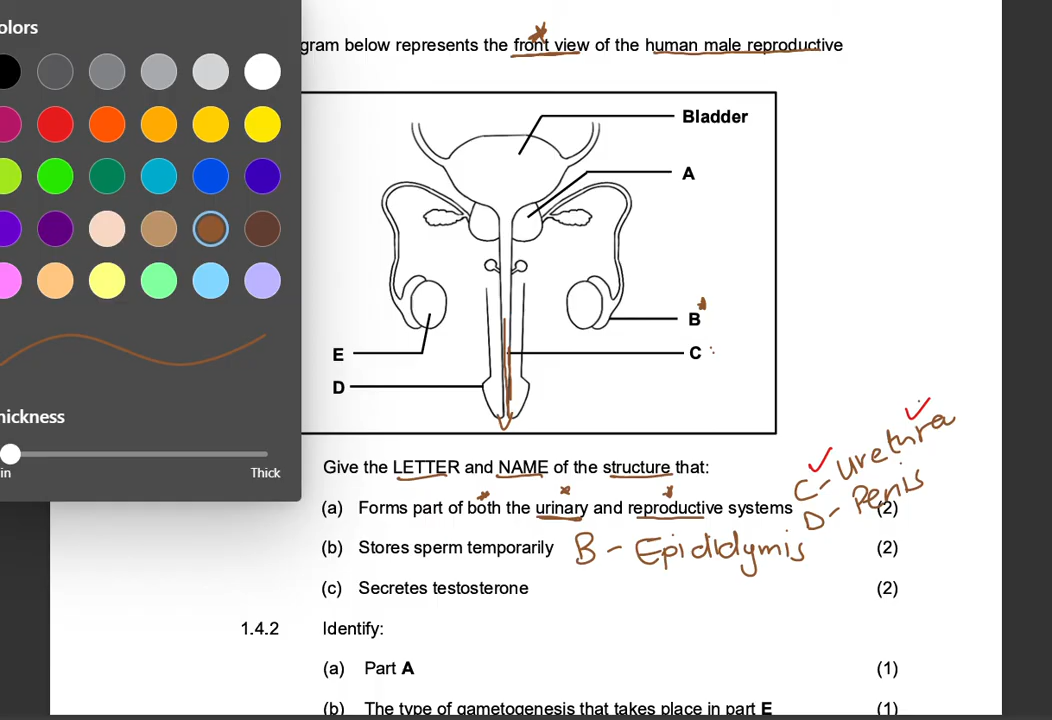 olors
gram below represents the front view of the human male reproductive
Bladder
A
B
C
E
D
hickness
in
Thick
Give the LETTER and NAME of the structure that:
C - Urethra
(a) Forms part of both the urinary and reproductive systems (2)
D - Penis
(b) Stores sperm temporarily (2)
B - Epididymis
(c) Secretes testosterone (2)
1.4.2 Identify:
(a) Part A (1)
(b) The type of gametogenesis that takes place in part E (1)